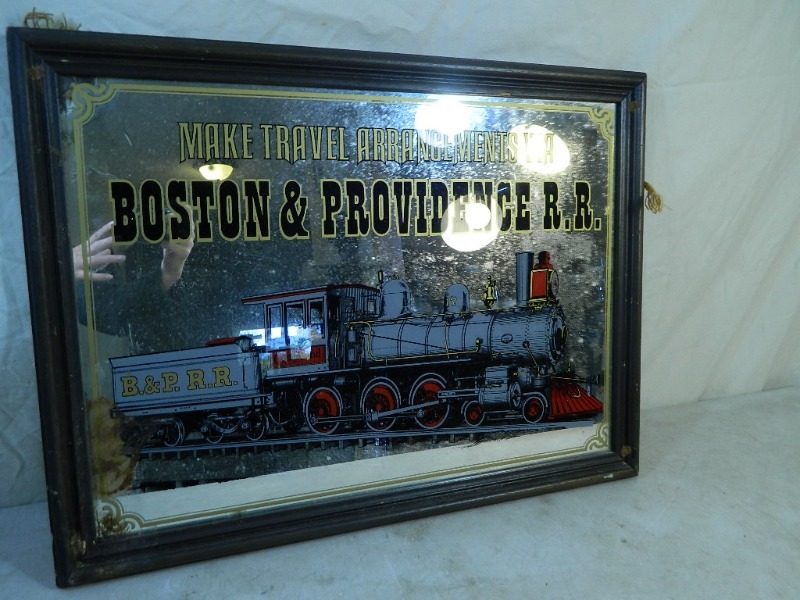 MAKE TRAVEL ARRANGEMENTS VIA
BOSTON & PROVIDENCE R.R.
B.&P. R.R.